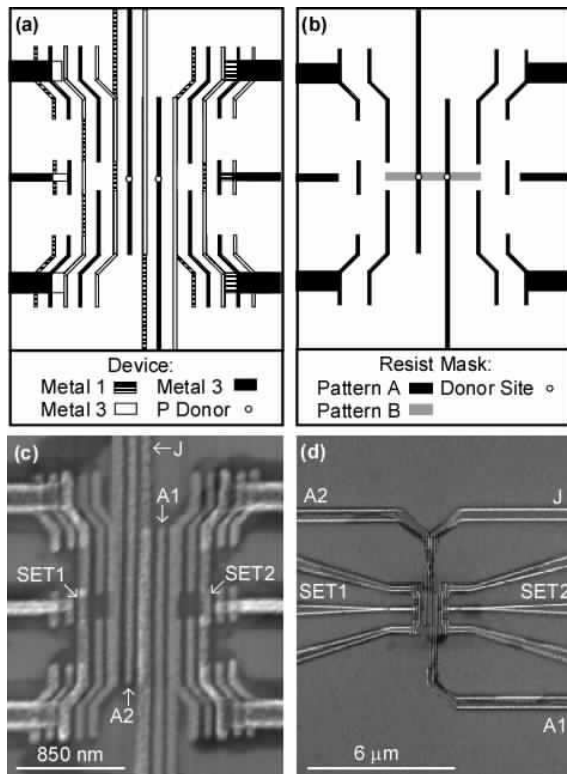 (a)
Device:
Metal 1 Metal 3
Metal 3 P Donor
(b)
Resist Mask:
Pattern A Donor Site
Pattern B
(c)
J
A1
SET1
SET2
A2
850 nm
(d)
A2
J
SET1
SET2
A1
6 μm